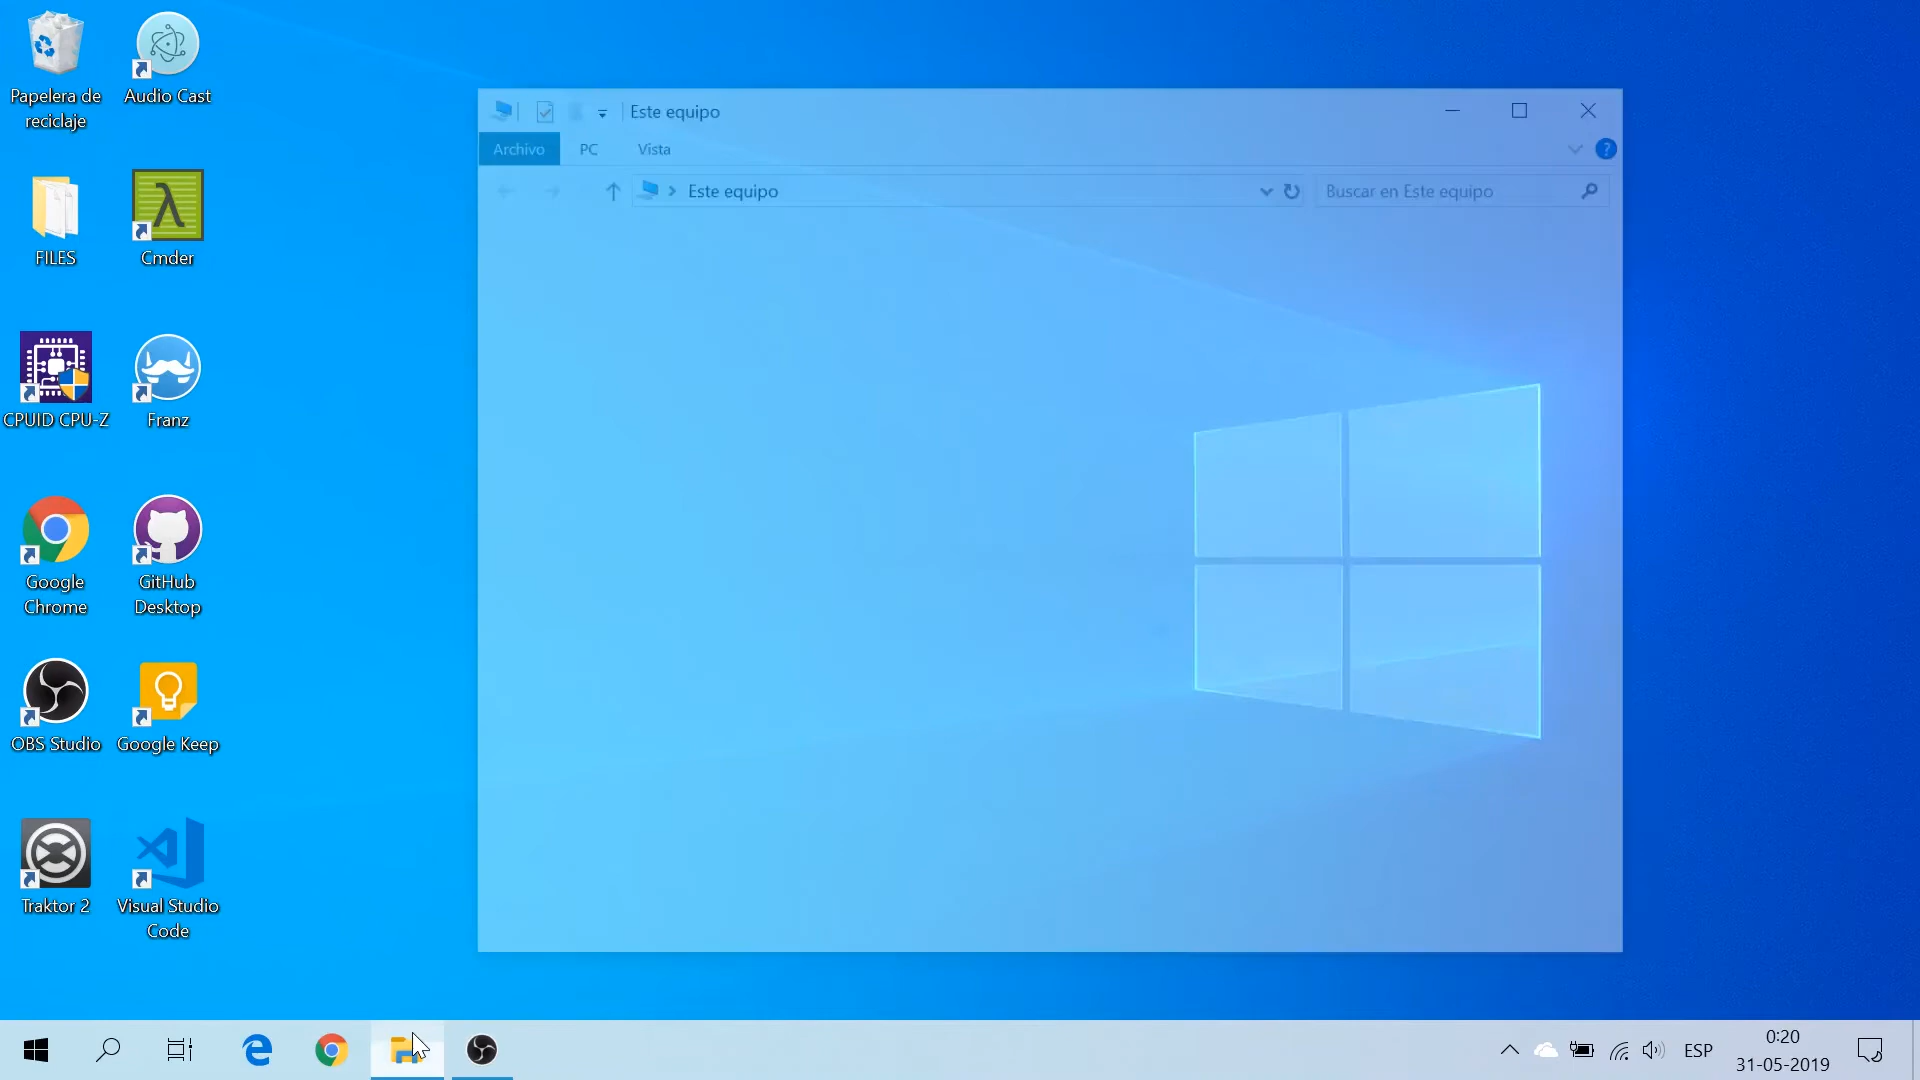 Papelera de
reciclaje
Audio Cast
FILES
Cmder
CPUID CPU-Z
Franz
Google
Chrome
GitHub
Desktop
OBS Studio
Google Keep
Traktor 2
Visual Studio
Code
Este equipo
Archivo
PC
Vista
?
Este equipo
Buscar en Este equipo
ESP
0:20
31-05-2019